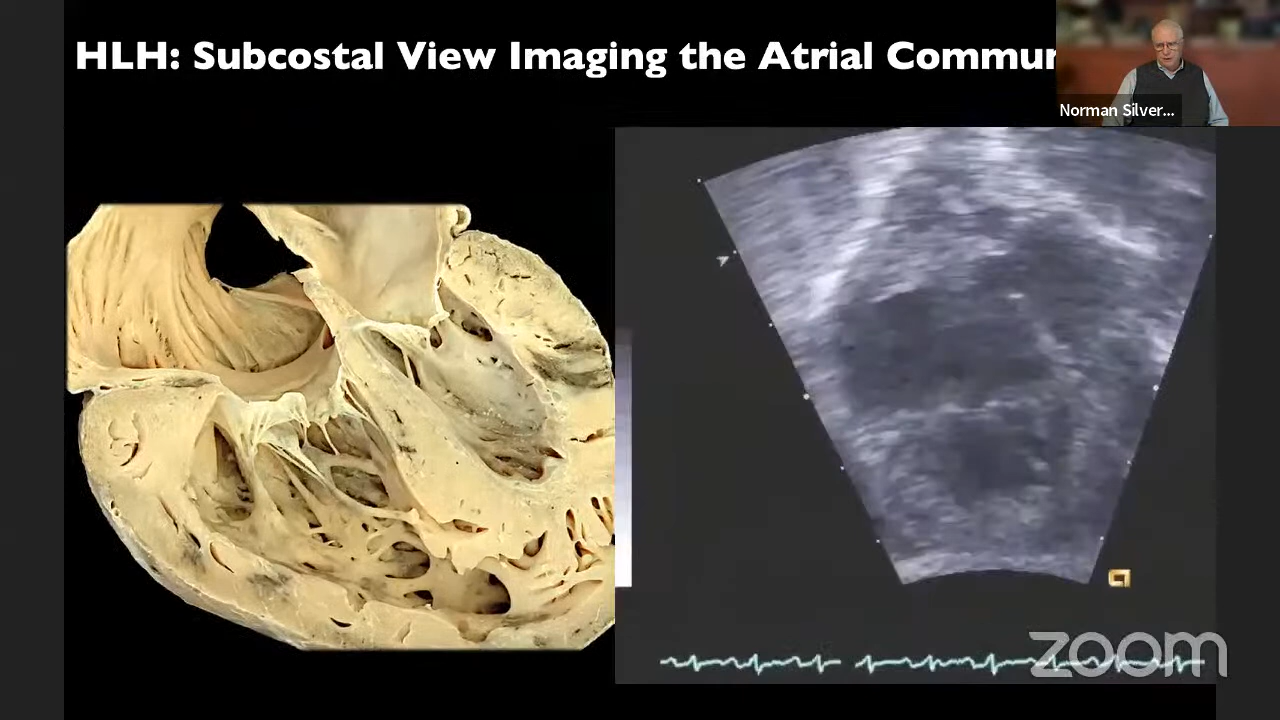 HLH: Subcostal View Imaging the Atrial Commun
Norman Silver...
zoom